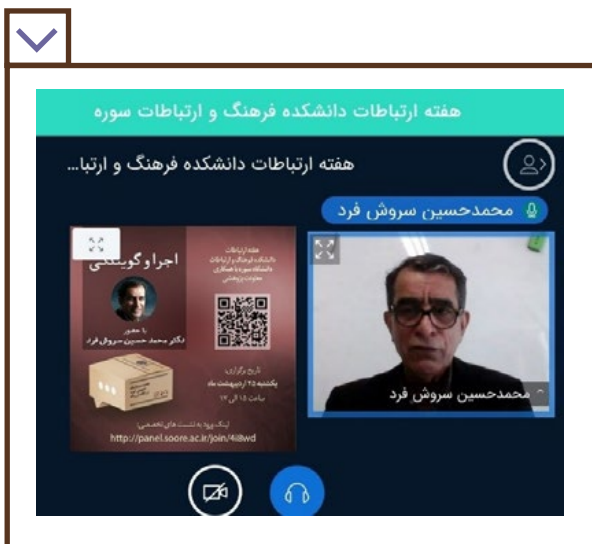 هفته ارتباطات دانشکده فرهنگ و ارتباطات سوره
هفته ارتباطات دانشکده فرهنگ و ارتبا...
محمدحسین سروش فرد
اجرا و گویندگی
با حضور
دکتر محمد حسین سروش فرد
هفته ارتباطات
دانشکده فرهنگ و ارتباطات
دانشگاه سوره با همکاری
معاونت پژوهشی
تاریخ برگزاری:
یکشنبه ۲۵ اردیبهشت ماه
ساعت ۱۵ الی ۱۷
لینک ورود به نشست های تخصصی:
http://panel.soore.ac.ir/join/4i8wd
محمدحسین سروش فرد